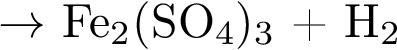 → Fe₂(SO₄)₃ + H₂